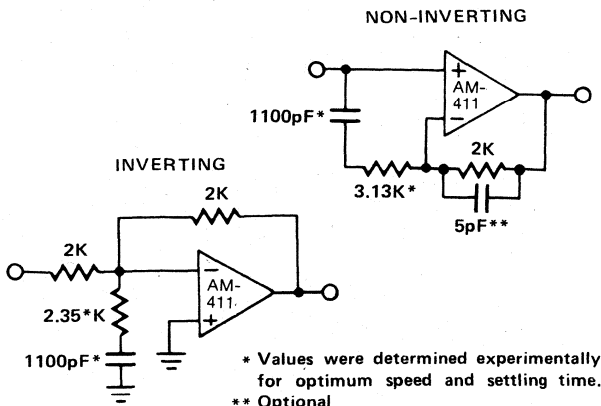 NON-INVERTING
+
AM-
411
−
1100pF*
2K
3.13K*
5pF**
INVERTING
2K
2K
−
AM-
411
+
2.35*K
1100pF*
* Values were determined experimentally
for optimum speed and settling time.
** Optional